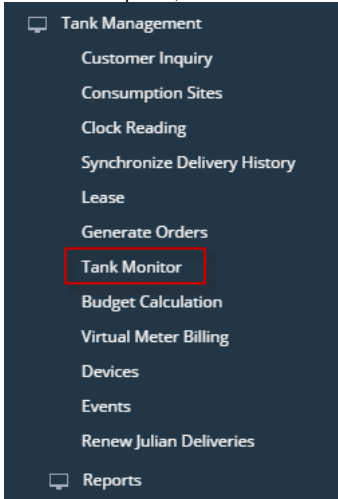 Tank Management
Customer Inquiry
Consumption Sites
Clock Reading
Synchronize Delivery History
Lease
Generate Orders
Tank Monitor
Budget Calculation
Virtual Meter Billing
Devices
Events
Renew Julian Deliveries
Reports